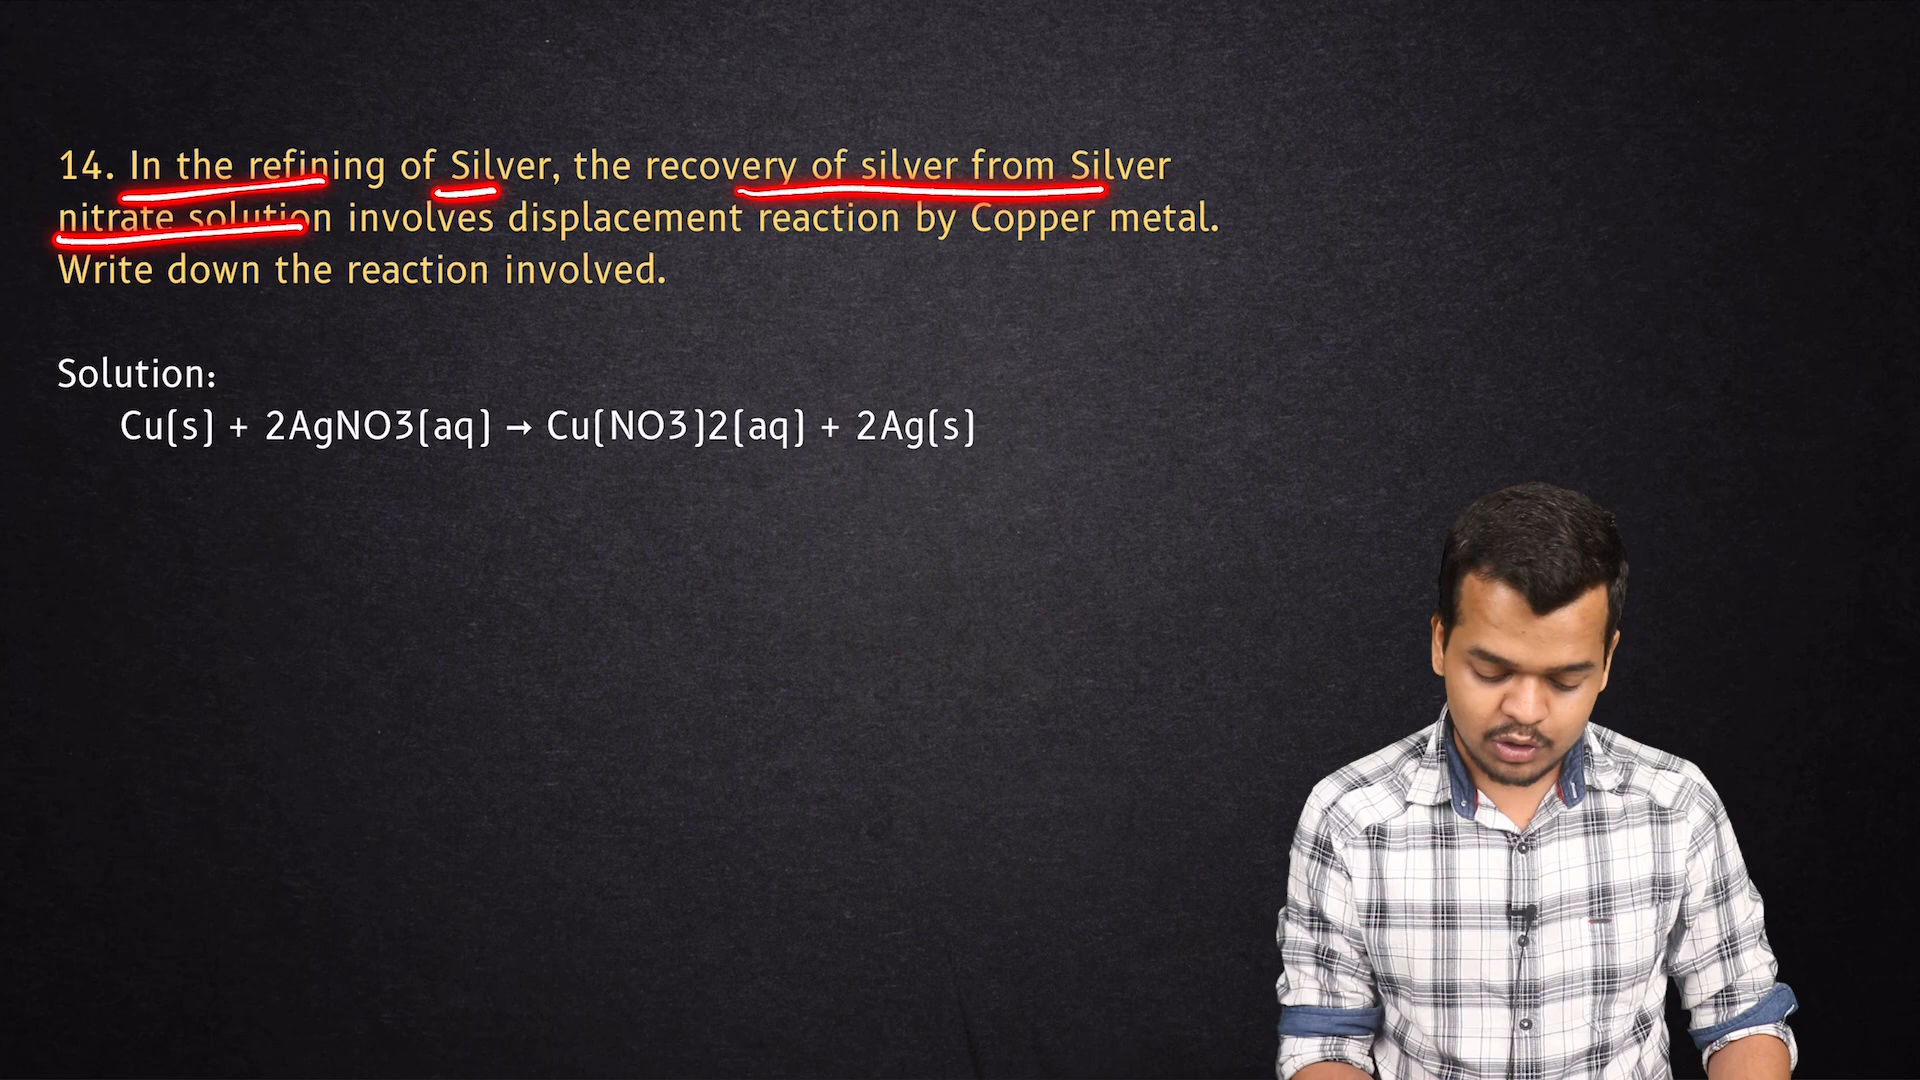 14. In the refining of Silver, the recovery of silver from Silver
nitrate solution involves displacement reaction by Copper metal.
Write down the reaction involved.
Solution:
Cu(s) + 2AgNO3(aq) → Cu(NO3)2(aq) + 2Ag(s)